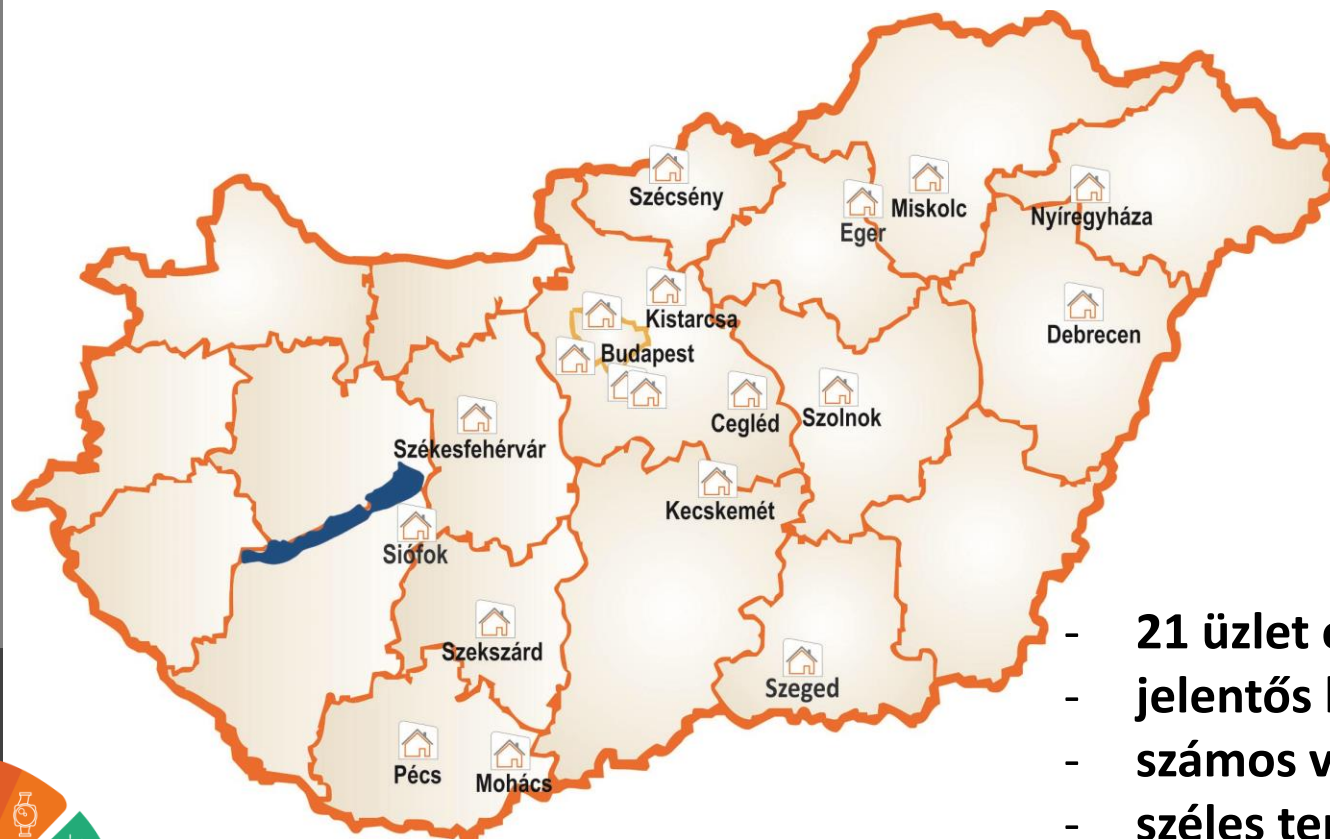 Szécsény
Miskolc
Eger
Nyíregyháza
Kistarcsa
Budapest
Debrecen
Cegléd
Szolnok
Székesfehérvár
Kecskemét
Siófok
Szekszárd
Szeged
Pécs
Mohács
- 21 üzlet
- jelentős
- számos
- széles